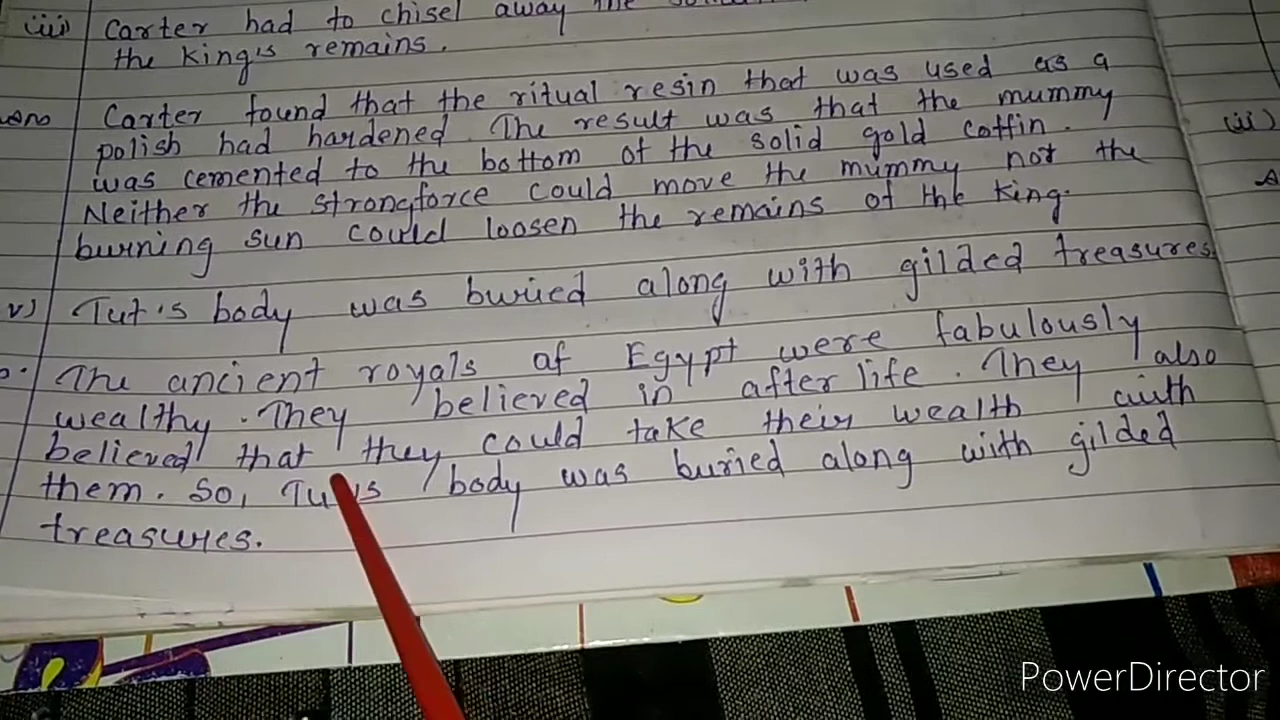 iii) Carter had to chisel away the
the king's remains.
Ans Carter found that the ritual resin that was used as a
polish had hardened. The result was that the mummy
was cemented to the bottom of the solid gold coffin.
Neither the strongforce could move the mummy not the
burning sun could loosen the remains of the king.
v) Tut's body was buried along with gilded treasures.
The ancient royals of Egypt were fabulously
wealthy. They believed in after life. They also
believed that they could take their wealth with
them. So, Tu's body was buried along with gilded
treasures.
(ii)
PowerDirector